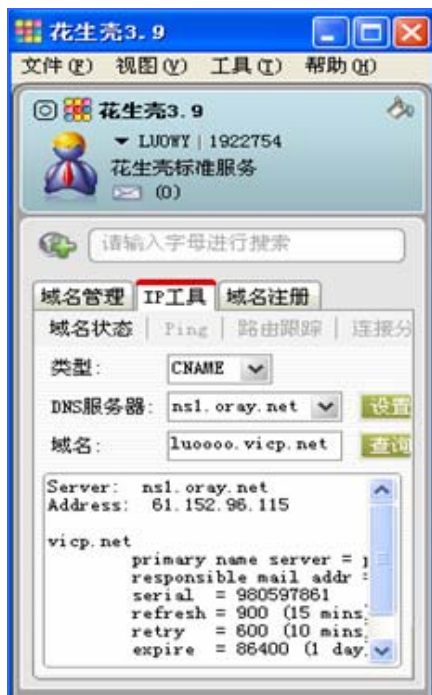 花生壳3.9
文件(F) 视图(V) 工具(T) 帮助(H)
花生壳3.9
LUOWY | 1922754
花生壳标准服务
(0)
请输入字母进行搜索
域名管理 IP工具 域名注册
域名状态 | Ping | 路由跟踪 | 连接分
类型: CNAME
DNS服务器: ns1.oray.net 设置
域名: luoooo.vicp.net 查询
Server: ns1.oray.net
Address: 61.152.96.115
vicp.net
primary name server =
responsible mail addr =
serial = 980597861
refresh = 900 (15 mins
retry = 600 (10 mins
expire = 86400 (1 day